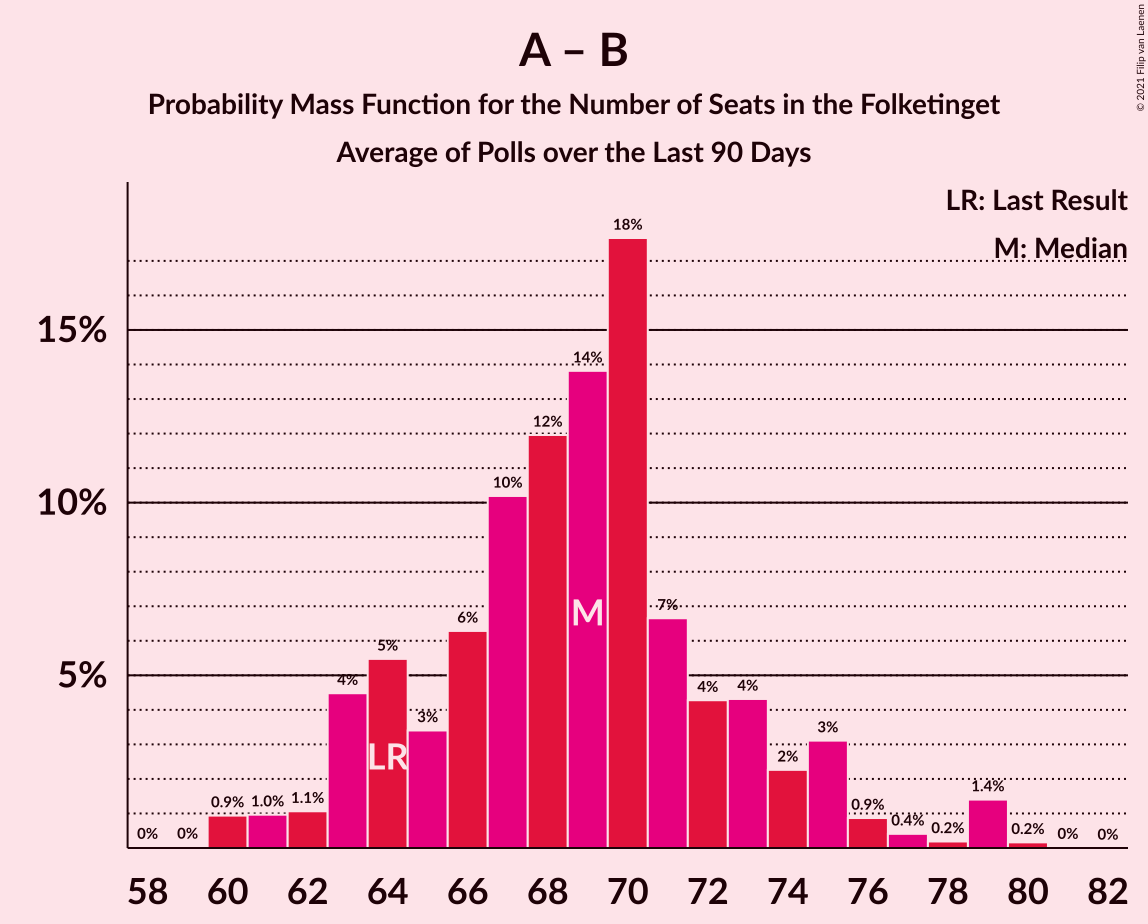 A – B
Probability Mass Function for the Number of Seats in the Folketinget
Average of Polls over the Last 90 Days
© 2021 Filip van Laenen
LR: Last Result
M: Median
15%
10%
5%
0% 0% 0.9% 1.0% 1.1% 4% 5% 3% 6% 10% 12% 14% 18% 7% 4% 4% 2% 3% 0.9% 0.4% 0.2% 1.4% 0.2% 0% 0%
LR M
58 60 62 64 66 68 70 72 74 76 78 80 82